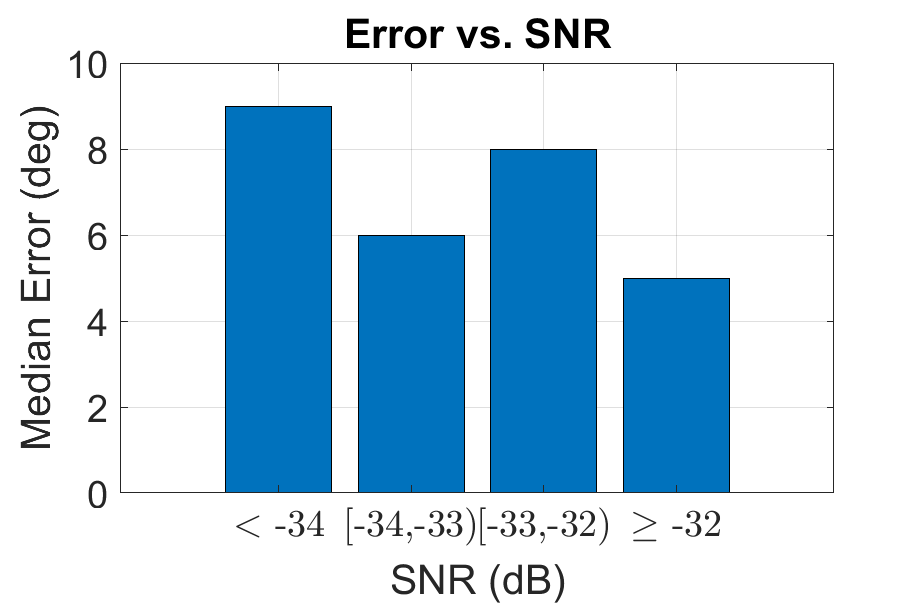 Error vs. SNR
10
8
6
4
2
0
Median Error (deg)
< -34 [-34,-33) [-33,-32) ≥ -32
SNR (dB)